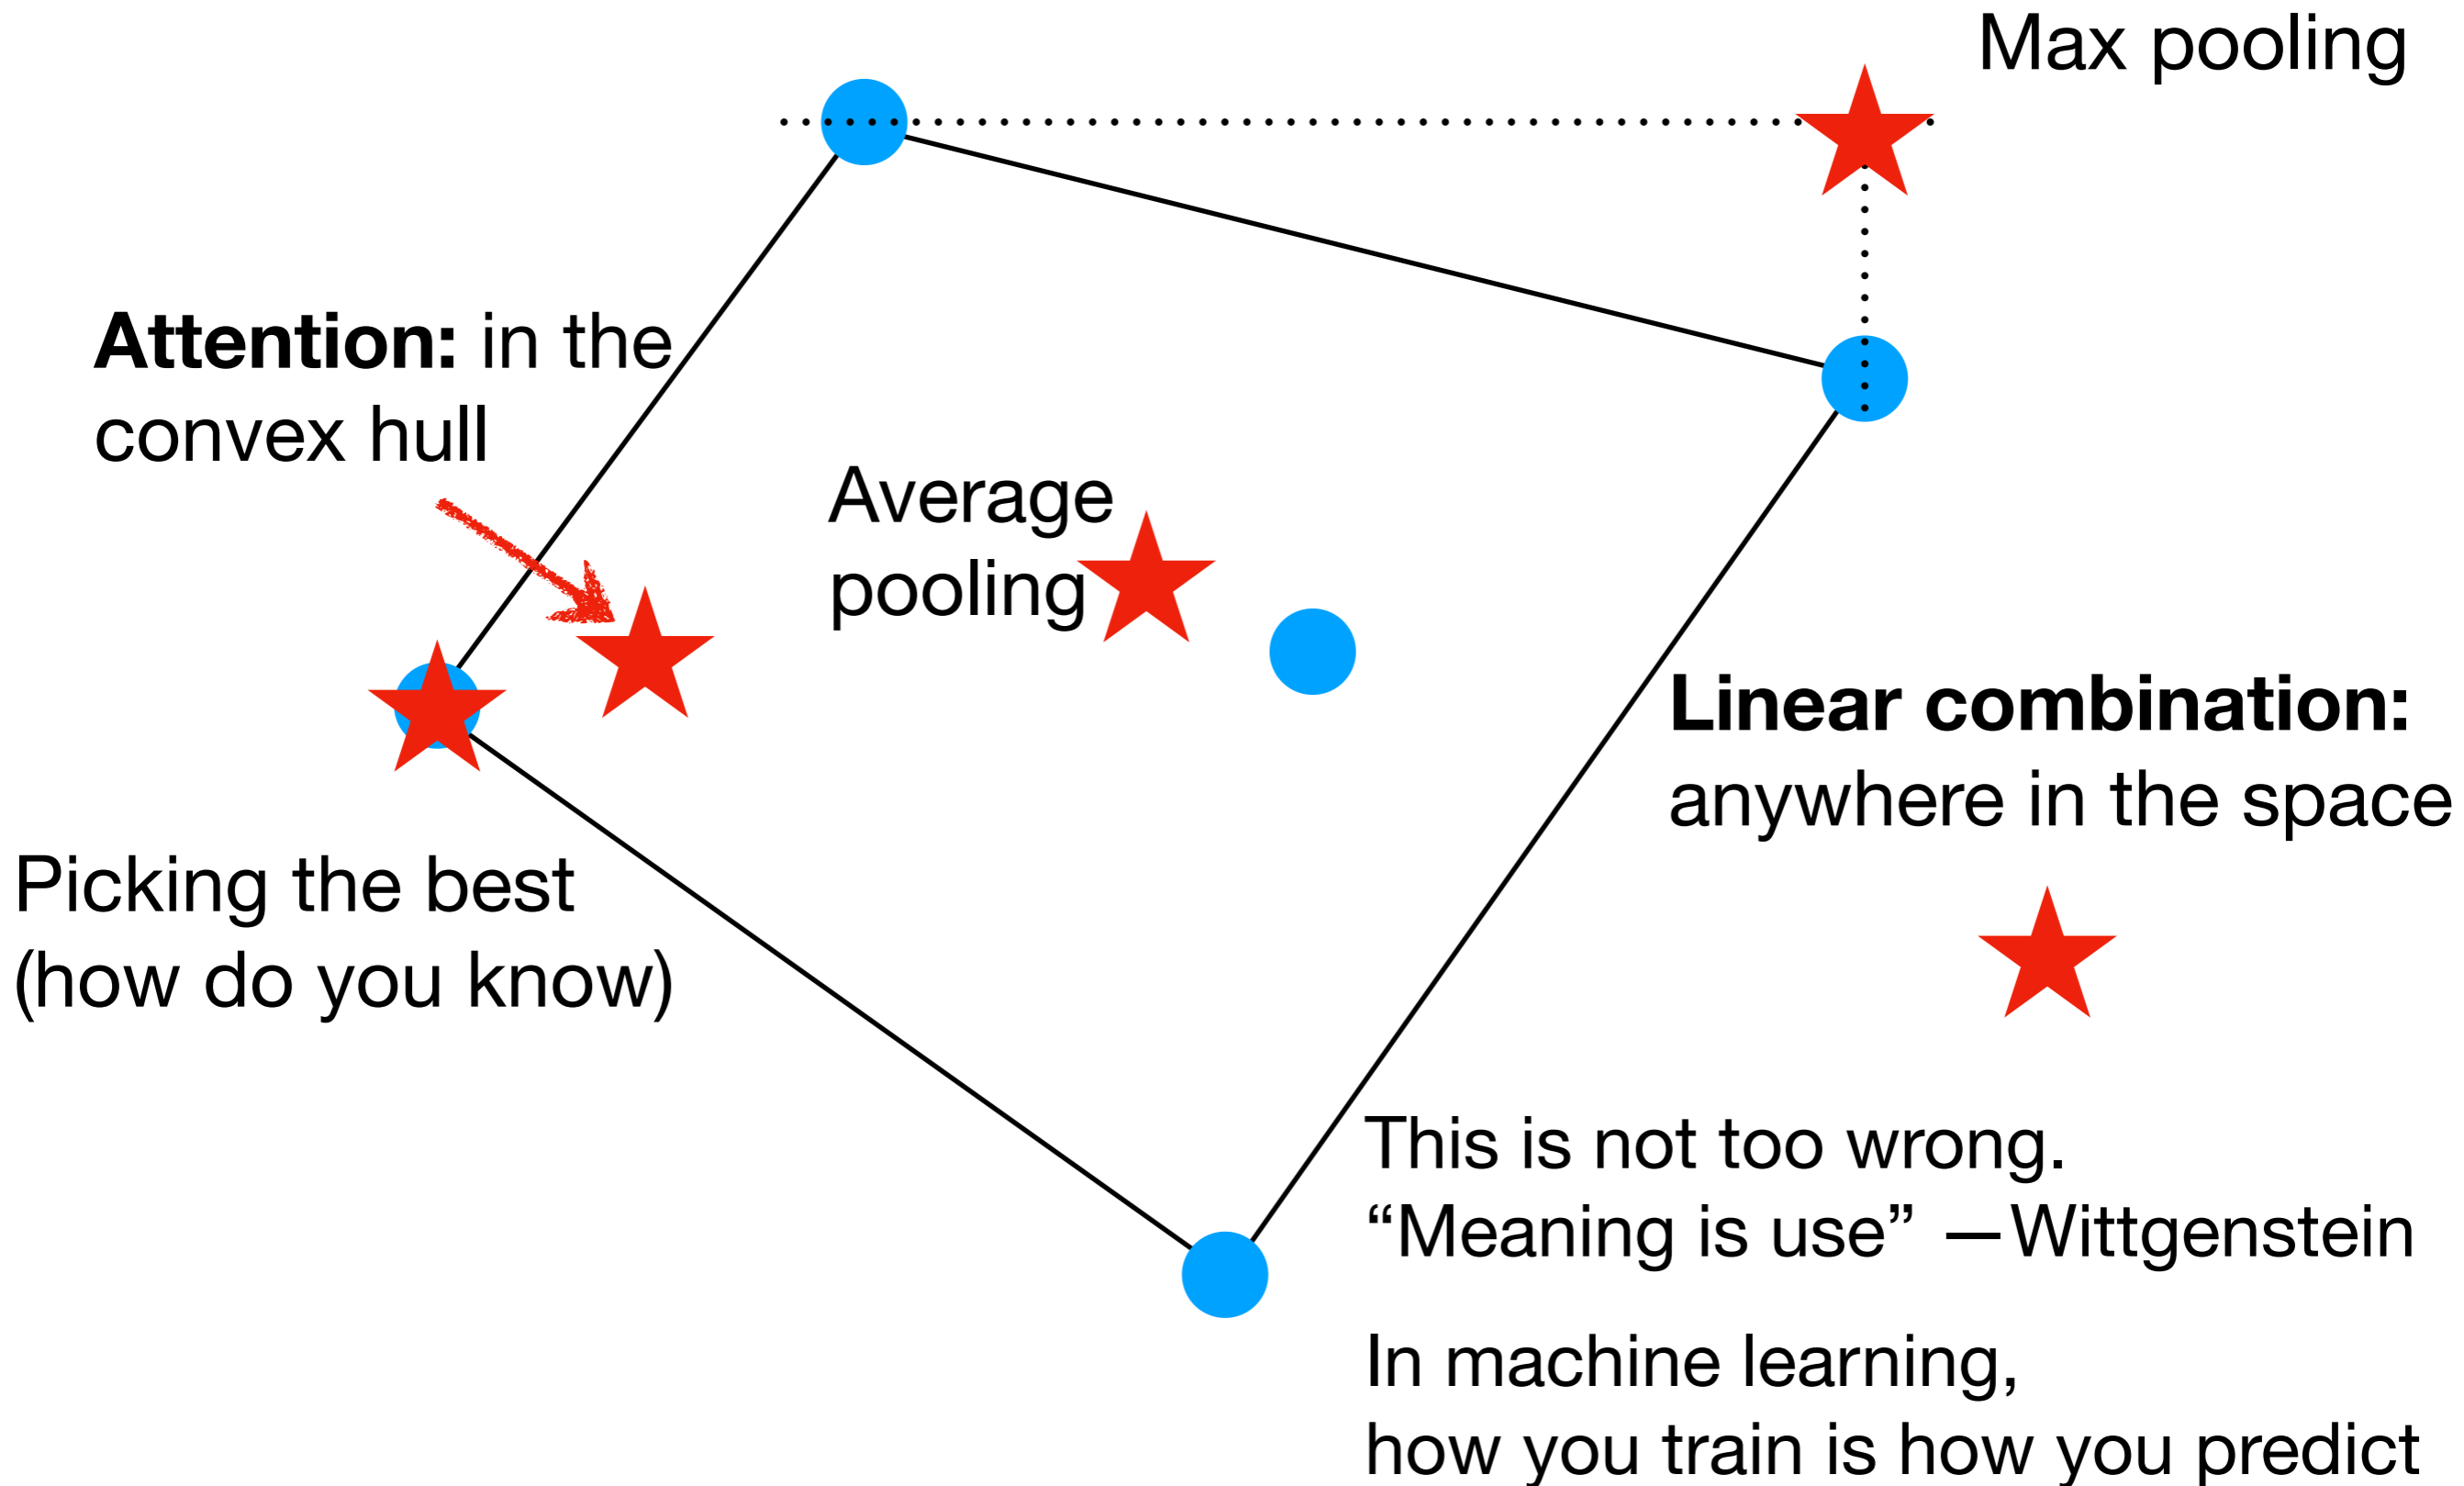 Max pooling
Attention: in the
convex hull
Average
pooling
Linear combination:
anywhere in the space
Picking the best
(how do you know)
This is not too wrong.
“Meaning is use” —Wittgenstein
In machine learning,
how you train is how you predict